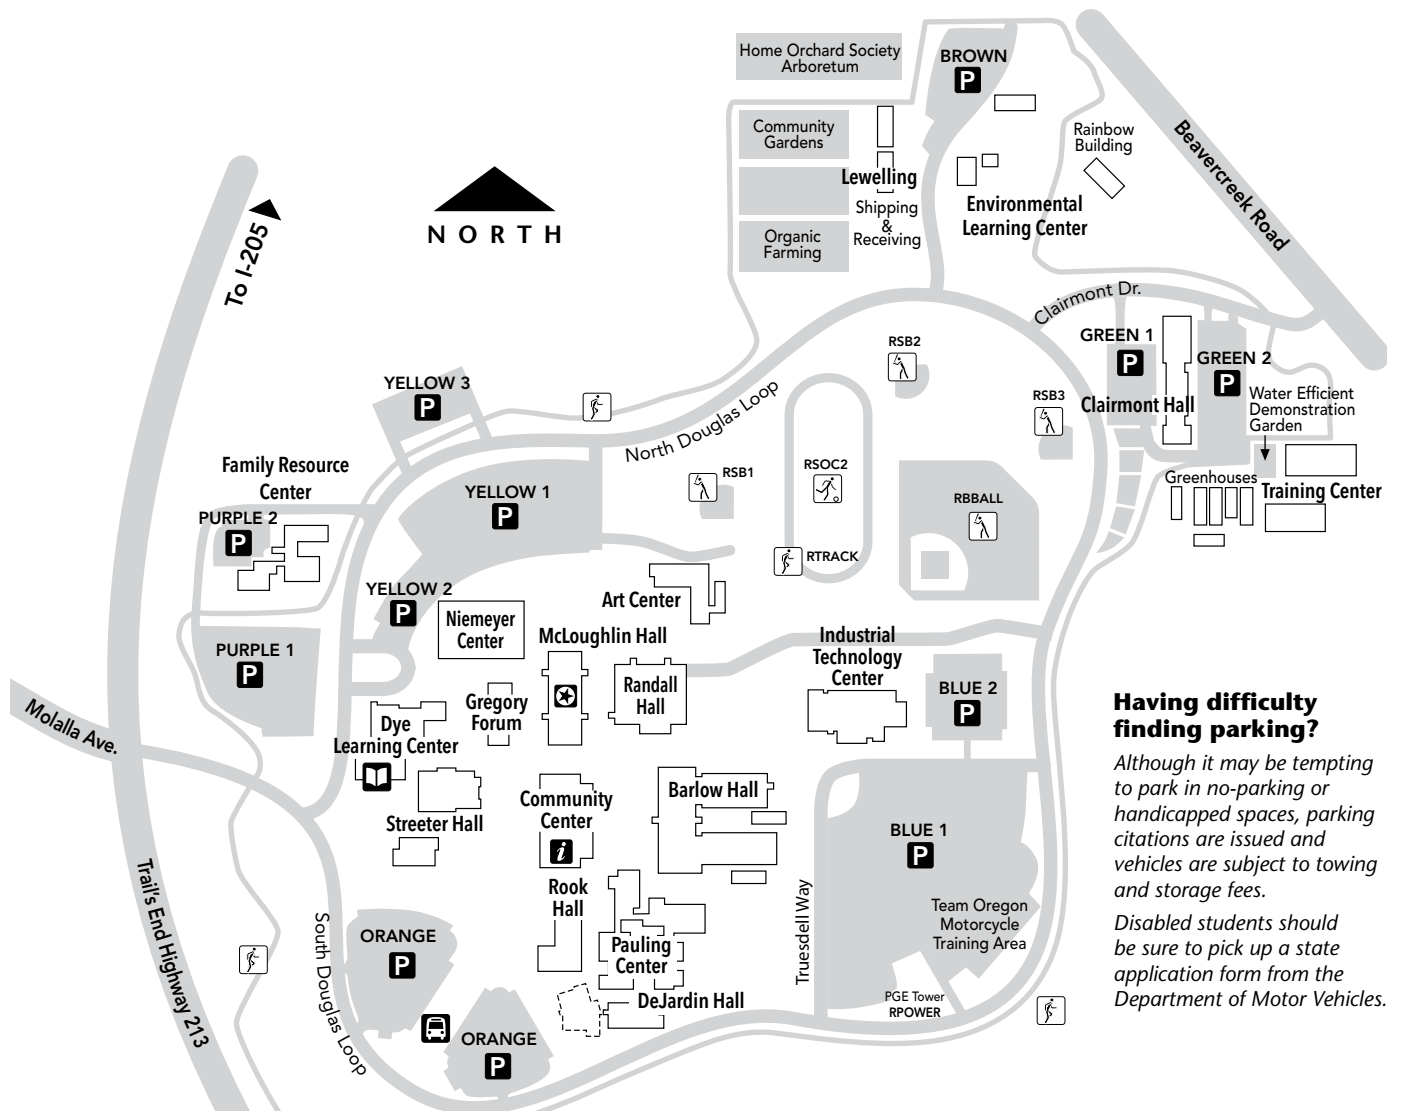 Home Orchard Society
Arboretum
BROWN
P
Community
Gardens
Rainbow
Building
Beavercreek Road
Lewelling
Shipping
&
Receiving
Environmental
Learning Center
Organic
Farming
To I-205
NORTH
Clairmont Dr.
GREEN 1
P
GREEN 2
P
RSB2
RSB3
Clairmont Hall
Water Efficient
Demonstration
Garden
YELLOW 3
P
North Douglas Loop
Family Resource
Center
PURPLE 2
P
YELLOW 1
P
RSB1
RSOC2
RBBALL
Greenhouses
Training Center
RTRACK
YELLOW 2
P
Niemeyer
Center
Art Center
McLoughlin Hall
Industrial
Technology
Center
PURPLE 1
P
Randall
Hall
BLUE 2
P
Gregory
Forum
Dye
Learning Center
Molalla Ave.
Having difficulty
finding parking?
Although it may be tempting
to park in no-parking or
handicapped spaces, parking
citations are issued and
vehicles are subject to towing
and storage fees.
Disabled students should
be sure to pick up a state
application form from the
Department of Motor Vehicles.
Streeter Hall
Community
Center
i
Barlow Hall
BLUE 1
P
Trail's End Highway 213
Rook
Hall
Truesdell Way
Team Oregon
Motorcycle
Training Area
South Douglas Loop
ORANGE
P
Pauling
Center
DeJardin Hall
PGE Tower
RPOWER
ORANGE
P